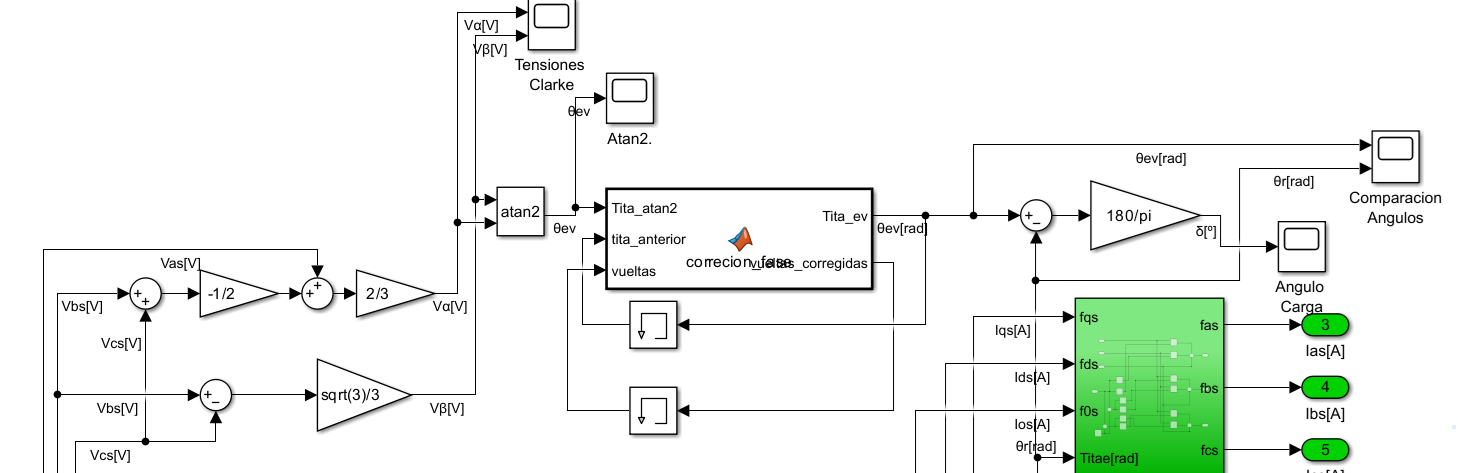 Vα[V]
Vβ[V]
Tensiones
Clarke
θev
Atan2.
θev[rad]
θr[rad]
Comparacion
Angulos
atan2
θev
Tita_atan2
tita_anterior
vueltas
correcion_fase
Tita_ev
vueltas_corregidas
θev[rad]
+
−
180/pi
δ[º]
Angulo
Carga
Vas[V]
Vbs[V]
+
+
-1/2
+
+
2/3
Vα[V]
Vcs[V]
Vbs[V]
+
−
sqrt(3)/3
Vβ[V]
Vcs[V]
Iqs[A]
Ids[A]
Ios[A]
θr[rad]
fqs
fds
f0s
Titae[rad]
fas
fbs
fcs
3
Ias[A]
4
Ibs[A]
5